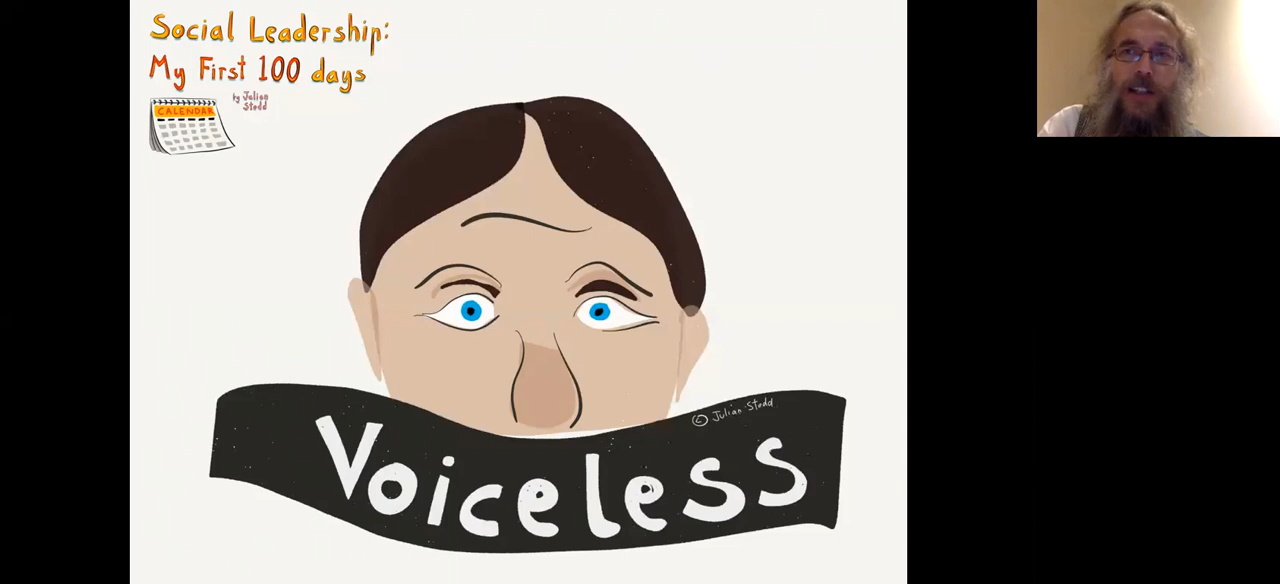 Social Leadership:
My First 100 days
by Julian
Stodd
CALENDAR
© Julian Stodd
Voiceless